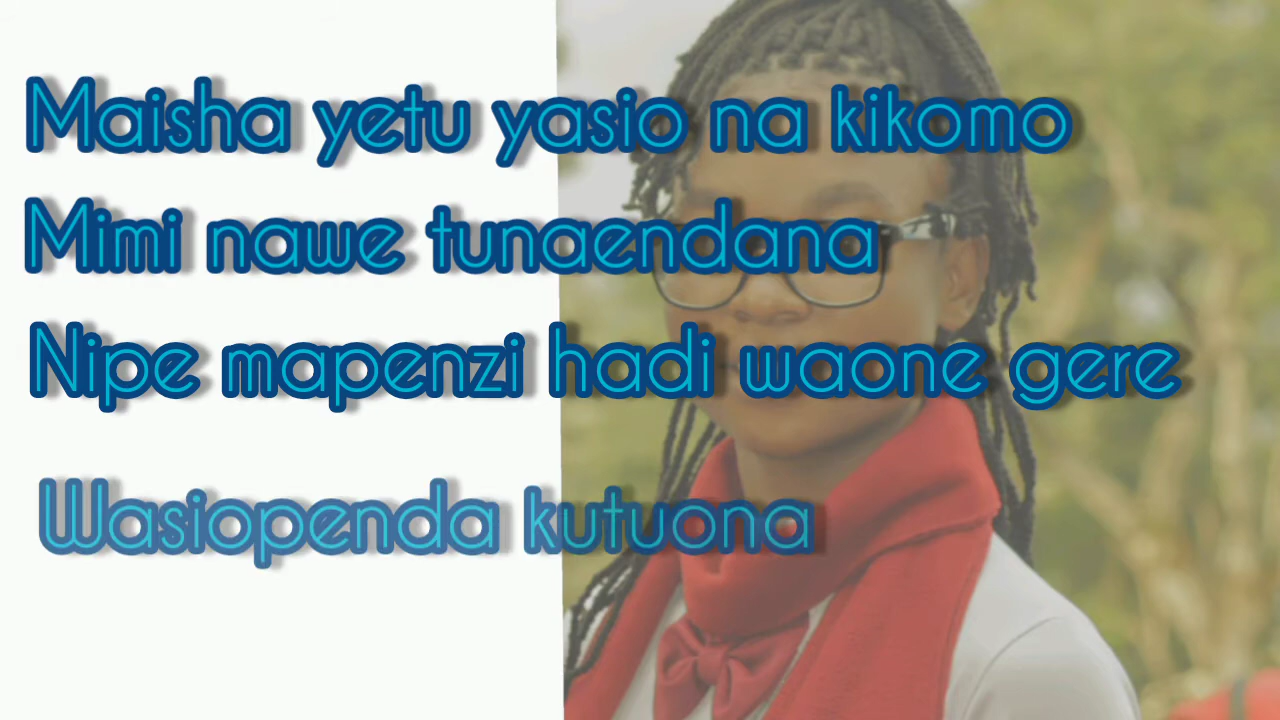 Maisha yetu yasio na kikomo
Mimi nawe tunaendana
Nipe mapenzi hadi waone gere
Wasiopenda kutuona